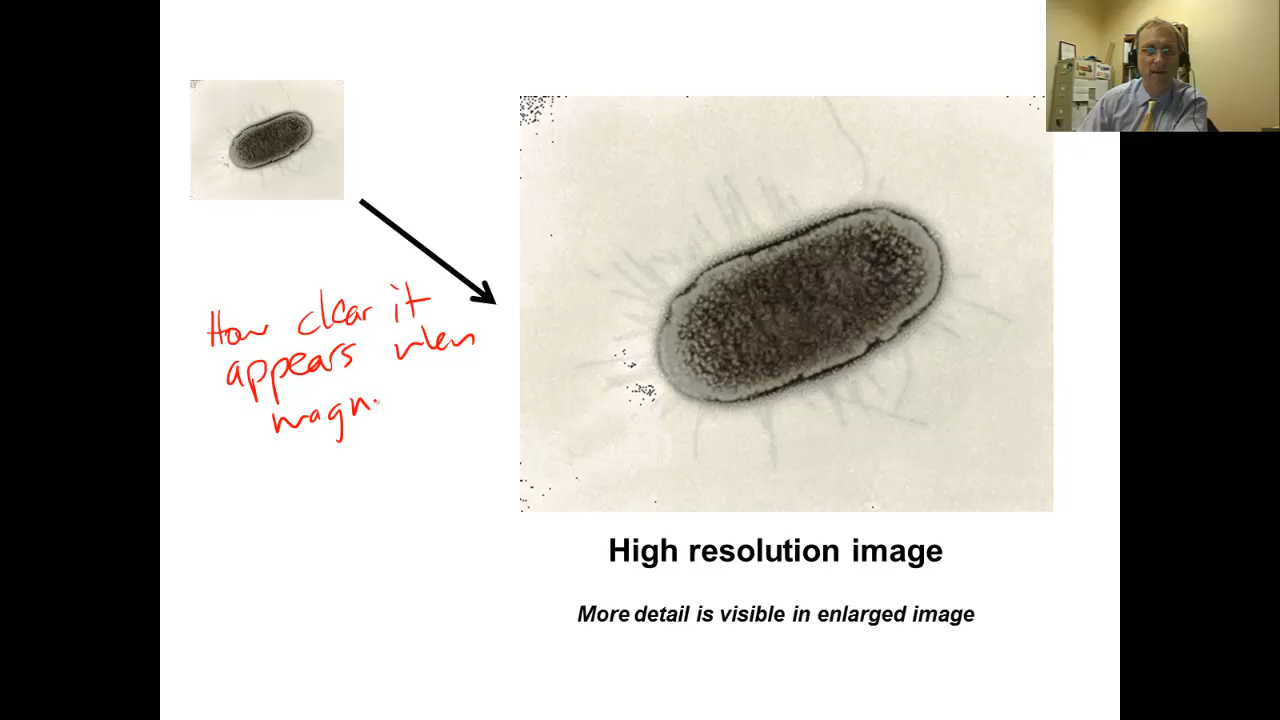 How clear it
appears when
magn
High resolution image
More detail is visible in enlarged image